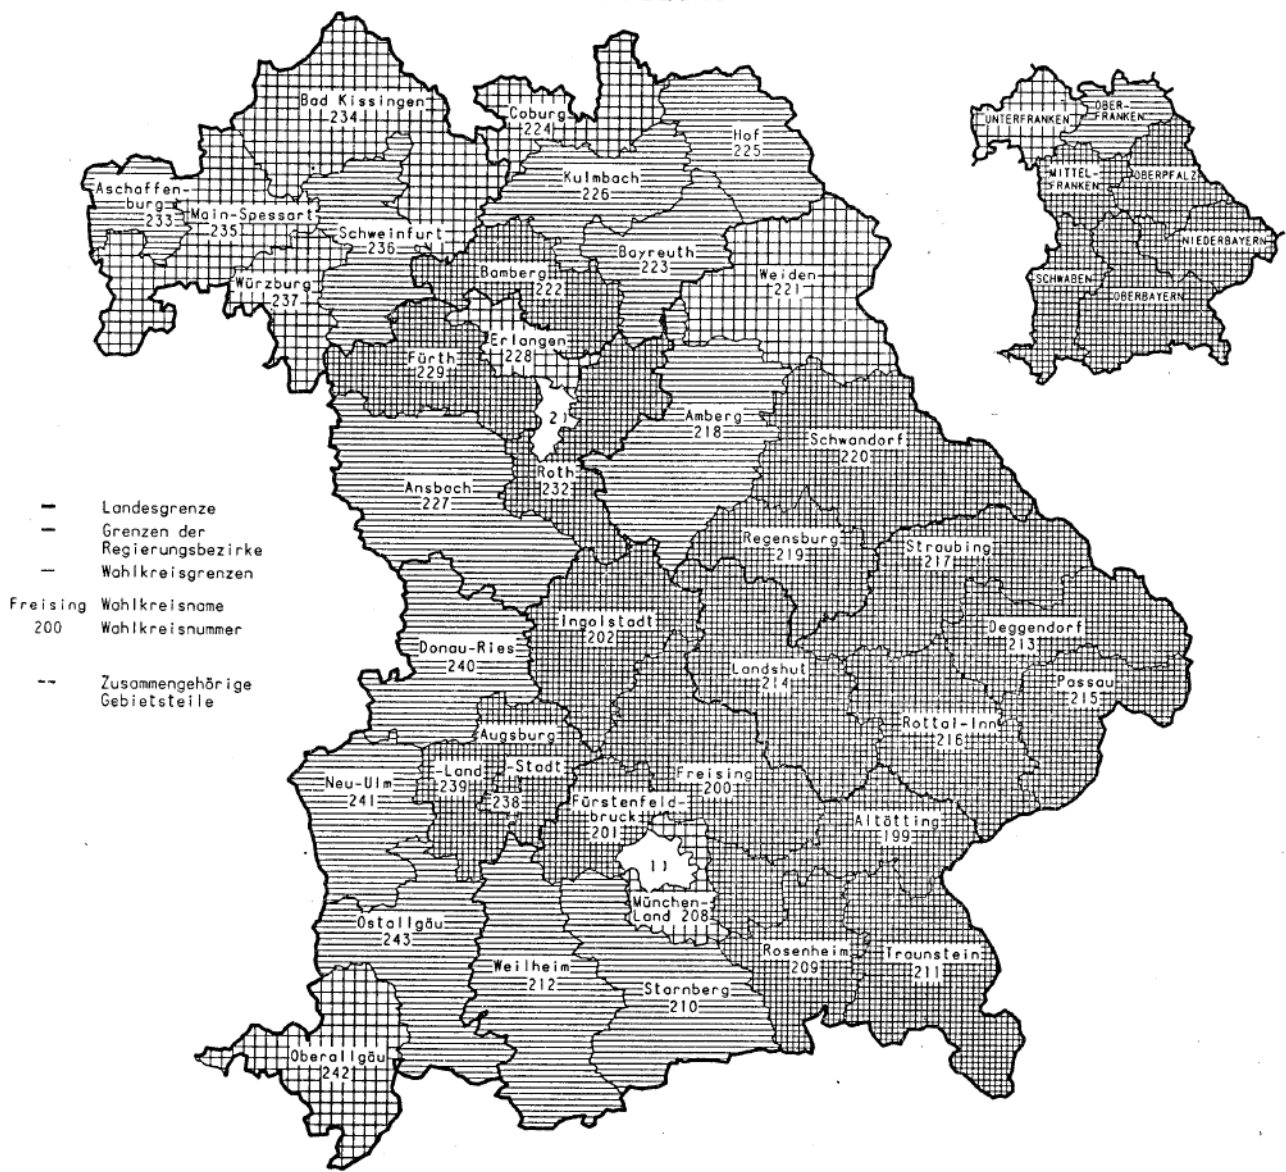 Bad Kissingen
234
Coburg
224
Hof
225
Kulmbach
226
Aschaffen-
burg
233
Main-Spessart
235
Schweinfurt
236
Bayreuth
223
Bamberg
222
Weiden
221
Würzburg
237
Erlangen
228
Fürth
229
2)
Amberg
218
Schwandorf
220
Roth
232
Ansbach
227
Regensburg
219
Straubing
217
Ingolstadt
202
Deggendorf
213
Donau-Ries
240
Landshut
214
Passau
215
Rottal-Inn
216
Augsburg
-Land
239
-Stadt
238
Neu-Ulm
241
Freising
200
Fürstenfeld-
bruck
201
Altötting
199
1)
München-
Land 208
Ostallgäu
243
Weilheim
212
Starnberg
210
Rosenheim
209
Traunstein
211
Oberallgäu
242
UNTERFRANKEN
OBER-
FRANKEN
MITTEL-
FRANKEN
OBERPFALZ
NIEDERBAYERN
SCHWABEN
OBERBAYERN
Landesgrenze
Grenzen der
Regierungsbezirke
Wahlkreisgrenzen
Freising Wahlkreisname
200 Wahlkreisnummer
Zusammengehörige
Gebietsteile